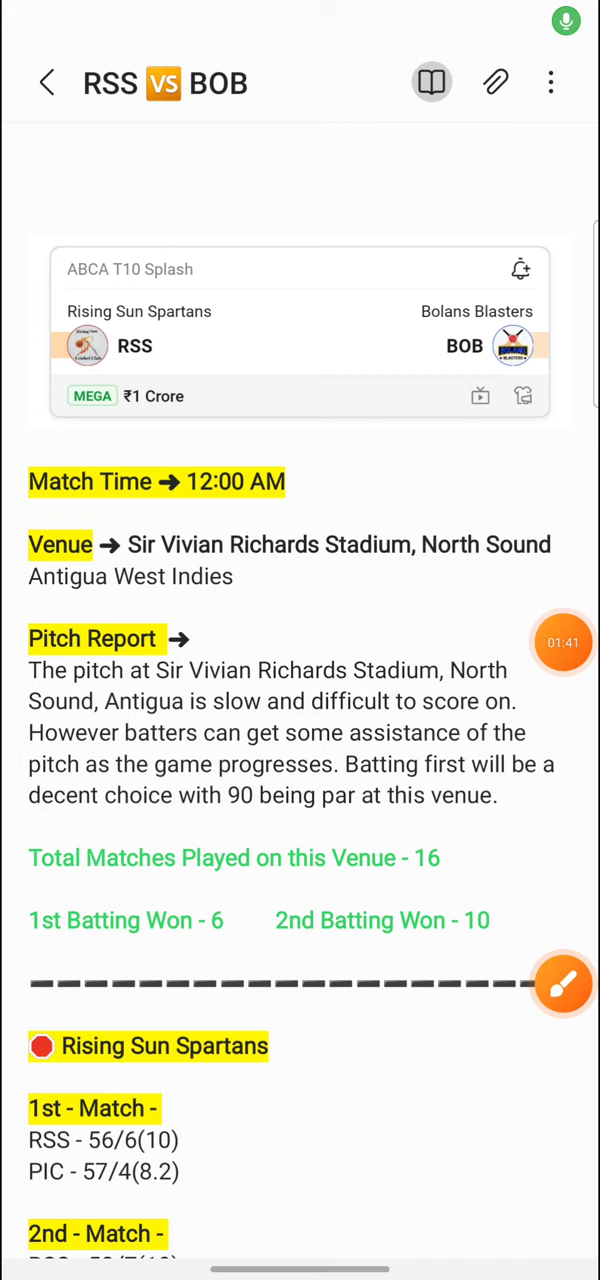 RSS 🆚 BOB
ABCA T10 Splash
Rising Sun Spartans Bolans Blasters
RSS BOB
MEGA ₹1 Crore
Match Time ➔ 12:00 AM
Venue ➔ Sir Vivian Richards Stadium, North Sound
Antigua West Indies
Pitch Report ➔
01:41
The pitch at Sir Vivian Richards Stadium, North
Sound, Antigua is slow and difficult to score on.
However batters can get some assistance of the
pitch as the game progresses. Batting first will be a
decent choice with 90 being par at this venue.
Total Matches Played on this Venue - 16
1st Batting Won - 6 2nd Batting Won - 10
🛑 Rising Sun Spartans
1st - Match -
RSS - 56/6(10)
PIC - 57/4(8.2)
2nd - Match -